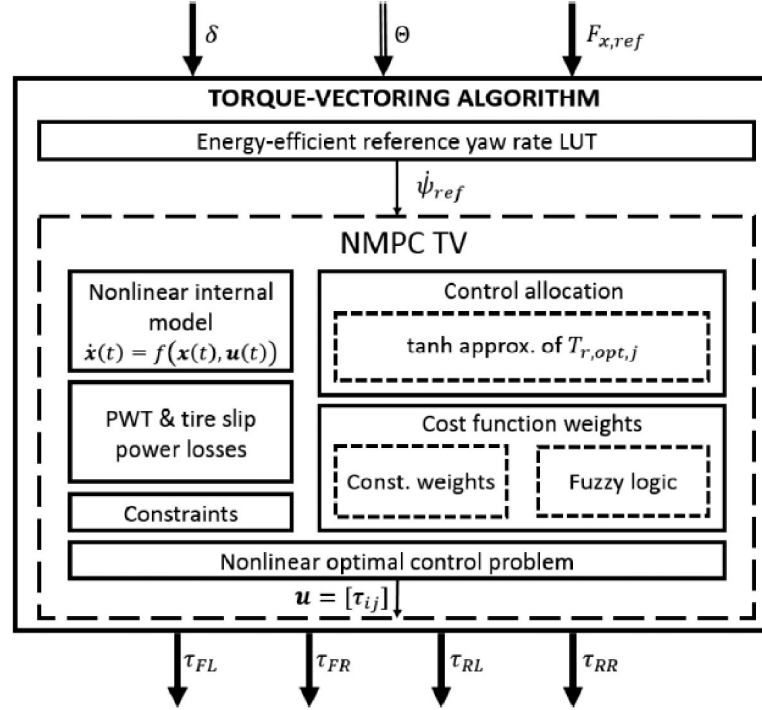 δ Θ F_{x,ref}
TORQUE-VECTORING ALGORITHM
Energy-efficient reference yaw rate LUT
ψ̇_{ref}
NMPC TV
Nonlinear internal
model
ẋ(t) = f(x(t), u(t))
Control allocation
tanh approx. of T_{r,opt,j}
PWT & tire slip
power losses
Cost function weights
Const. weights
Fuzzy logic
Constraints
Nonlinear optimal control problem
u = [τ_{ij}]
τ_{FL} τ_{FR} τ_{RL} τ_{RR}